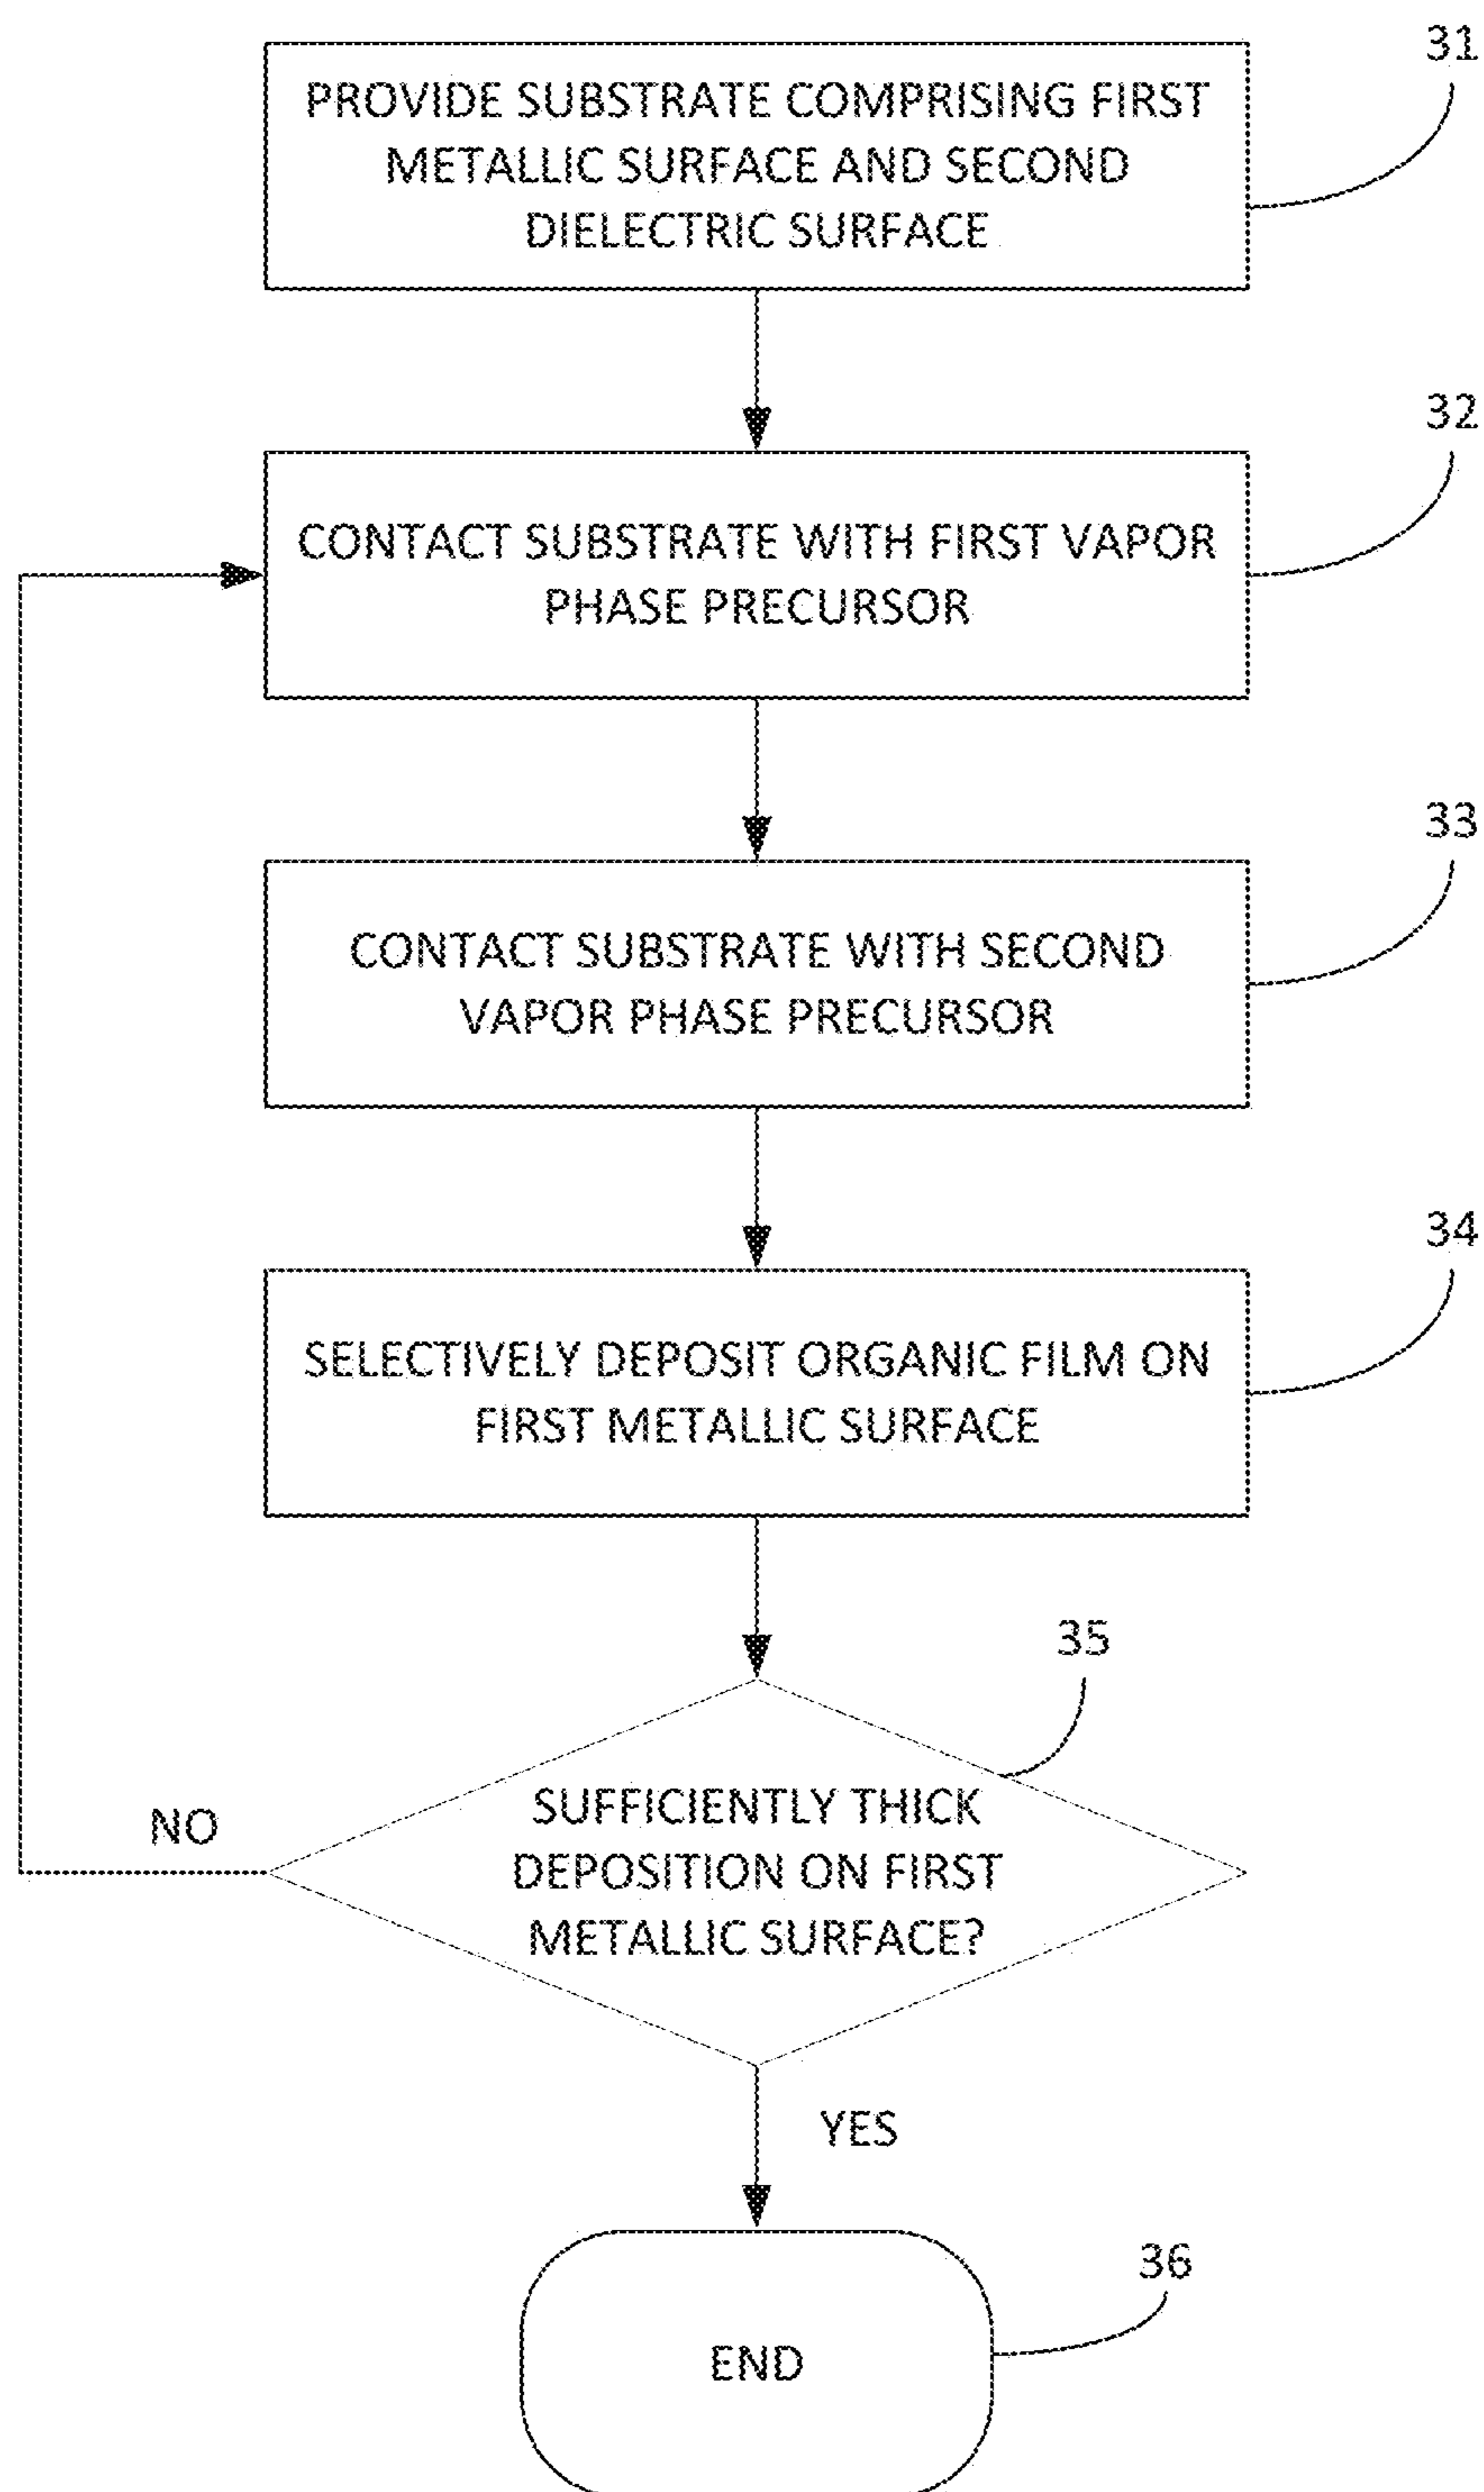 31
PROVIDE SUBSTRATE COMPRISING FIRST
METALLIC SURFACE AND SECOND
DIELECTRIC SURFACE
32
CONTACT SUBSTRATE WITH FIRST VAPOR
PHASE PRECURSOR
33
CONTACT SUBSTRATE WITH SECOND
VAPOR PHASE PRECURSOR
34
SELECTIVELY DEPOSIT ORGANIC FILM ON
FIRST METALLIC SURFACE
35
SUFFICIENTLY THICK
DEPOSITION ON FIRST
METALLIC SURFACE?
NO
YES
36
END